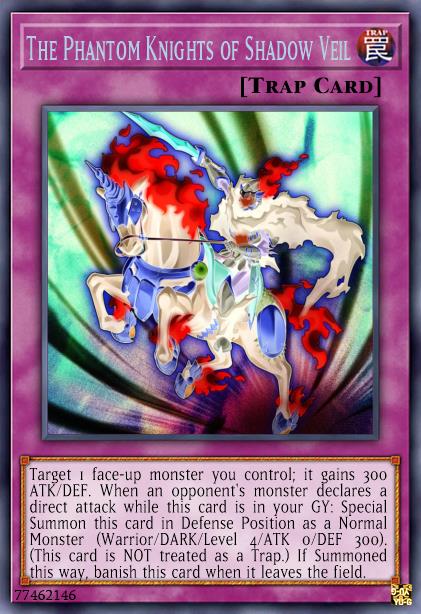 The Phantom Knights of Shadow Veil
TRAP
罠
[Trap Card]
Target 1 face-up monster you control; it gains 300
ATK/DEF. When an opponent's monster declares a
direct attack while this card is in your GY: Special
Summon this card in Defense Position as a Normal
Monster (Warrior/DARK/Level 4/ATK 0/DEF 300).
(This card is NOT treated as a Trap.) If Summoned
this way, banish this card when it leaves the field.
77462146